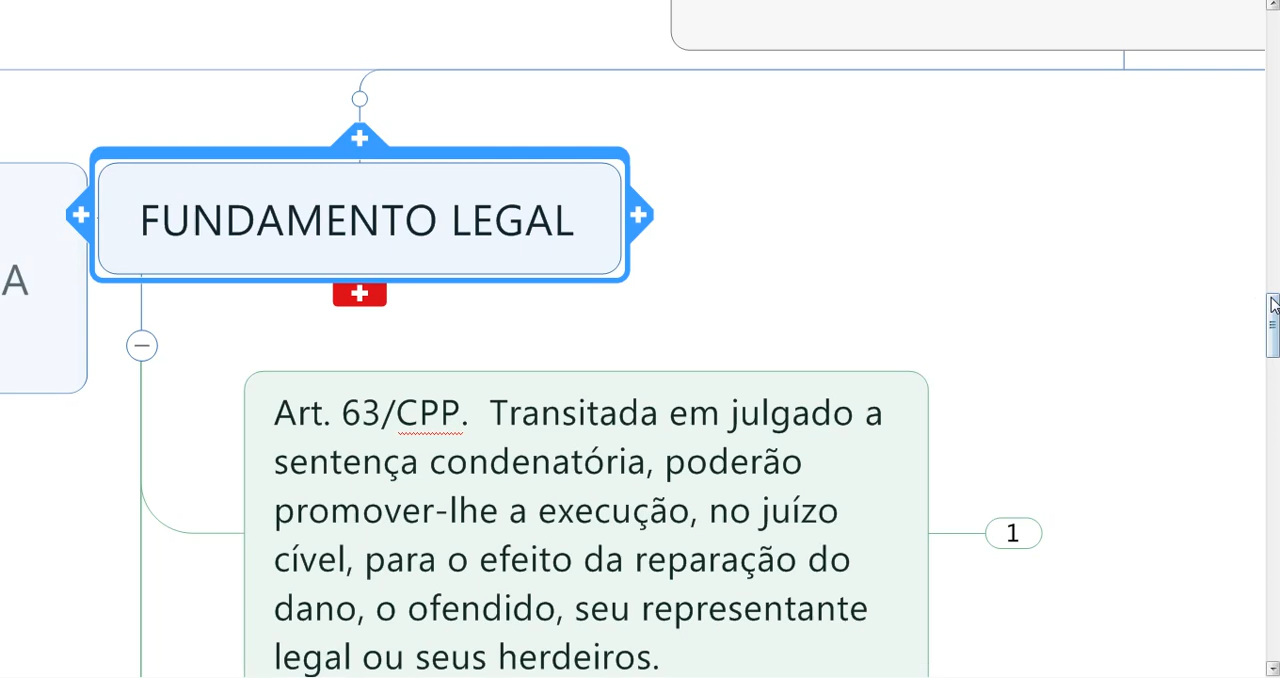 FUNDAMENTO LEGAL
A
Art. 63/CPP.  Transitada em julgado a
sentença condenatória, poderão
promover-lhe a execução, no juízo
cível, para o efeito da reparação do
dano, o ofendido, seu representante
legal ou seus herdeiros.
1